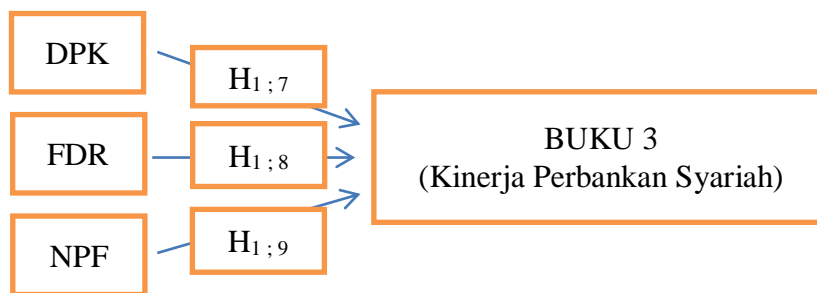 DPK
H1 ; 7
FDR
H1 ; 8
NPF
H1 ; 9
BUKU 3
(Kinerja Perbankan Syariah)